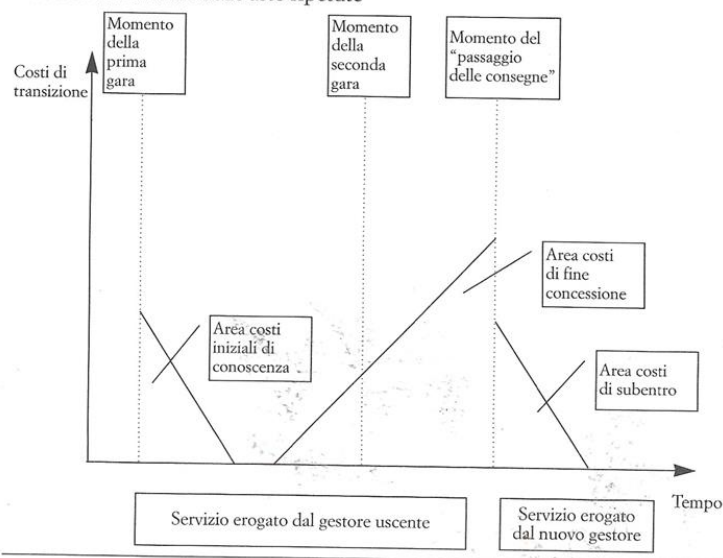 aste ripetute
Momento
della
prima
gara
Momento
della
seconda
gara
Momento del
“passaggio
delle consegne”
Costi di
transizione
Area costi
di fine
concessione
Area costi
iniziali di
conoscenza
Area costi
di subentro
Tempo
Servizio erogato dal gestore uscente
Servizio erogato
dal nuovo gestore